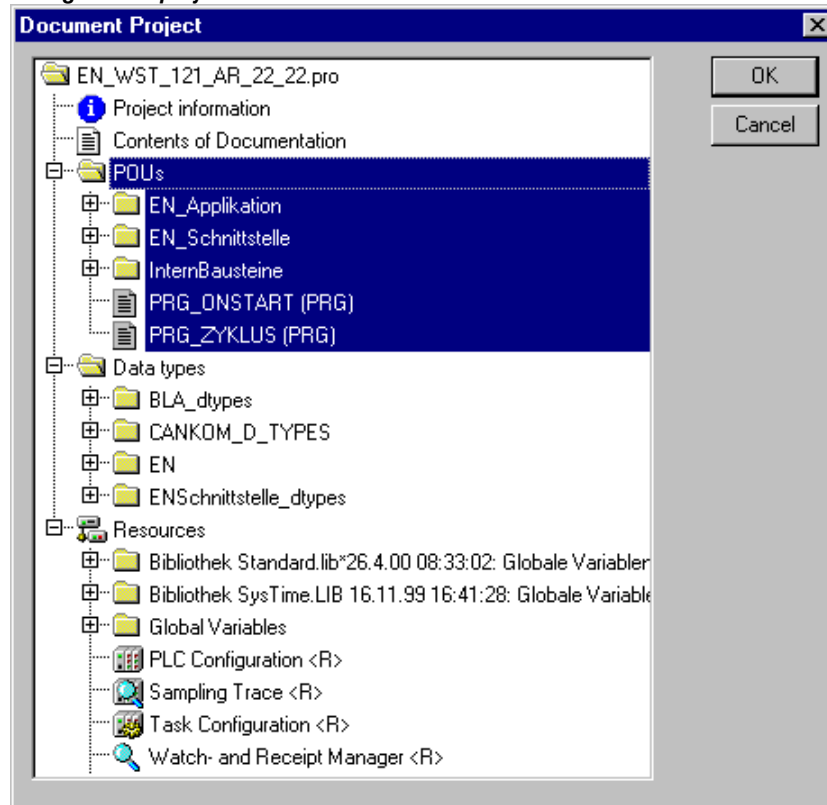 Document Project
EN_WST_121_AR_22_22.pro
OK
Project information
Cancel
Contents of Documentation
POUs
EN_Applikation
EN_Schnittstelle
InternBausteine
PRG_ONSTART (PRG)
PRG_ZYKLUS (PRG)
Data types
BLA_dtypes
CANKOM_D_TYPES
EN
ENSchnittstelle_dtypes
Resources
Bibliothek Standard.lib*26.4.00 08:33:02: Globale Variabler
Bibliothek SysTime.LIB 16.11.99 16:41:28: Globale Variable
Global Variables
PLC Configuration <R>
Sampling Trace <R>
Task Configuration <R>
Watch- and Receipt Manager <R>